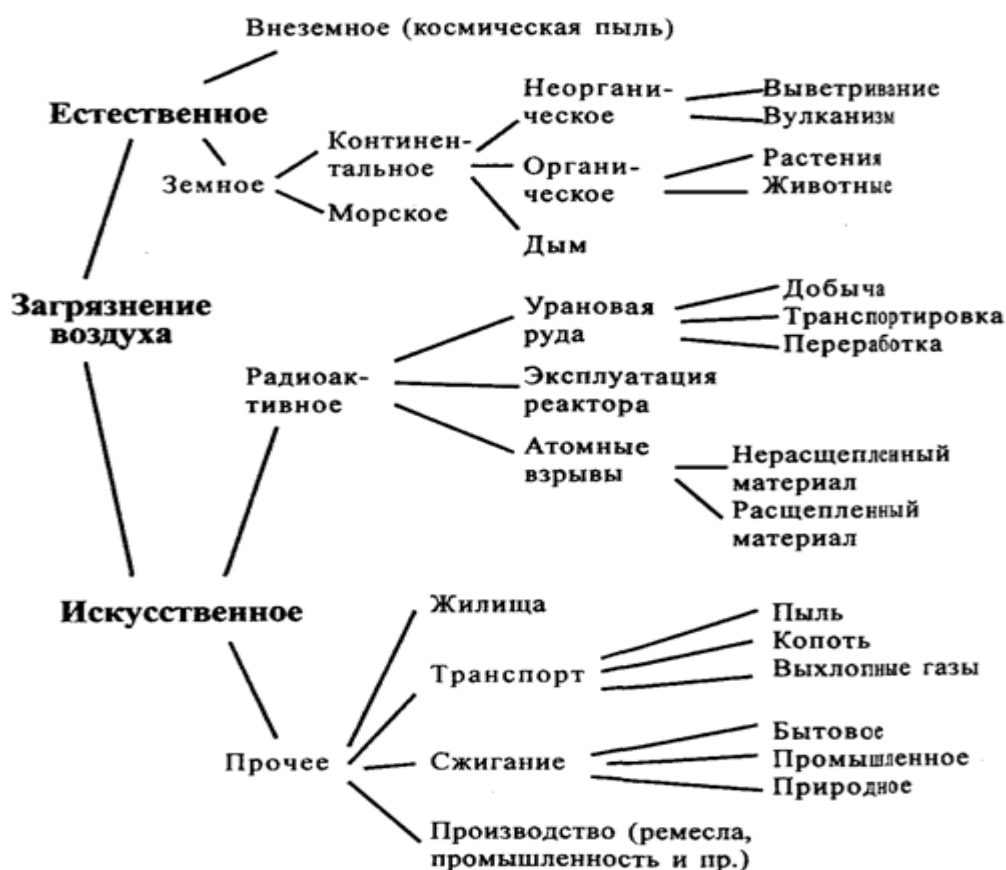 Внеземное (космическая пыль)
Естественное
Земное
Континен-
тальное
Морское
Неоргани-
ческое
Выветривание
Вулканизм
Органи-
ческое
Растения
Животные
Дым
Загрязнение
воздуха
Радиоак-
тивное
Урановая
руда
Добыча
Транспортировка
Переработка
Эксплуатация
реактора
Атомные
взрывы
Нерасщепленный
материал
Расщепленный
материал
Искусственное
Прочее
Жилища
Транспорт
Пыль
Копоть
Выхлопные газы
Сжигание
Бытовое
Промышленное
Природное
Производство (ремесла,
промышленность и пр.)